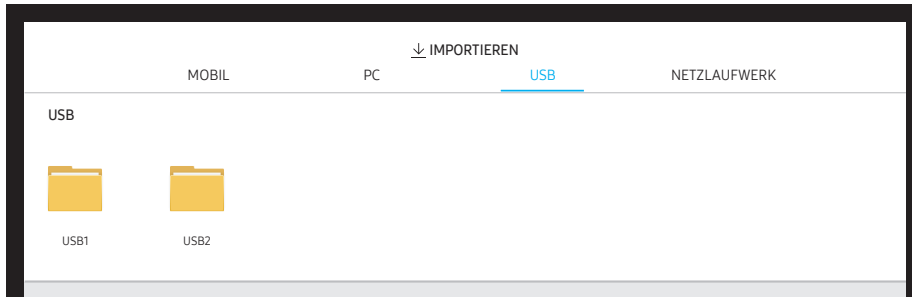 IMPORTIEREN
MOBIL PC USB NETZLAUFWERK
USB
USB1 USB2